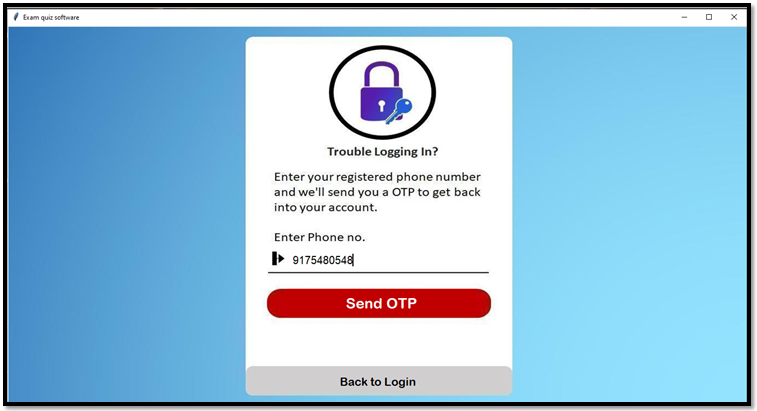 Exam quiz software
Trouble Logging In?
Enter your registered phone number
and we'll send you a OTP to get back
into your account.
Enter Phone no.
9175480548
Send OTP
Back to Login